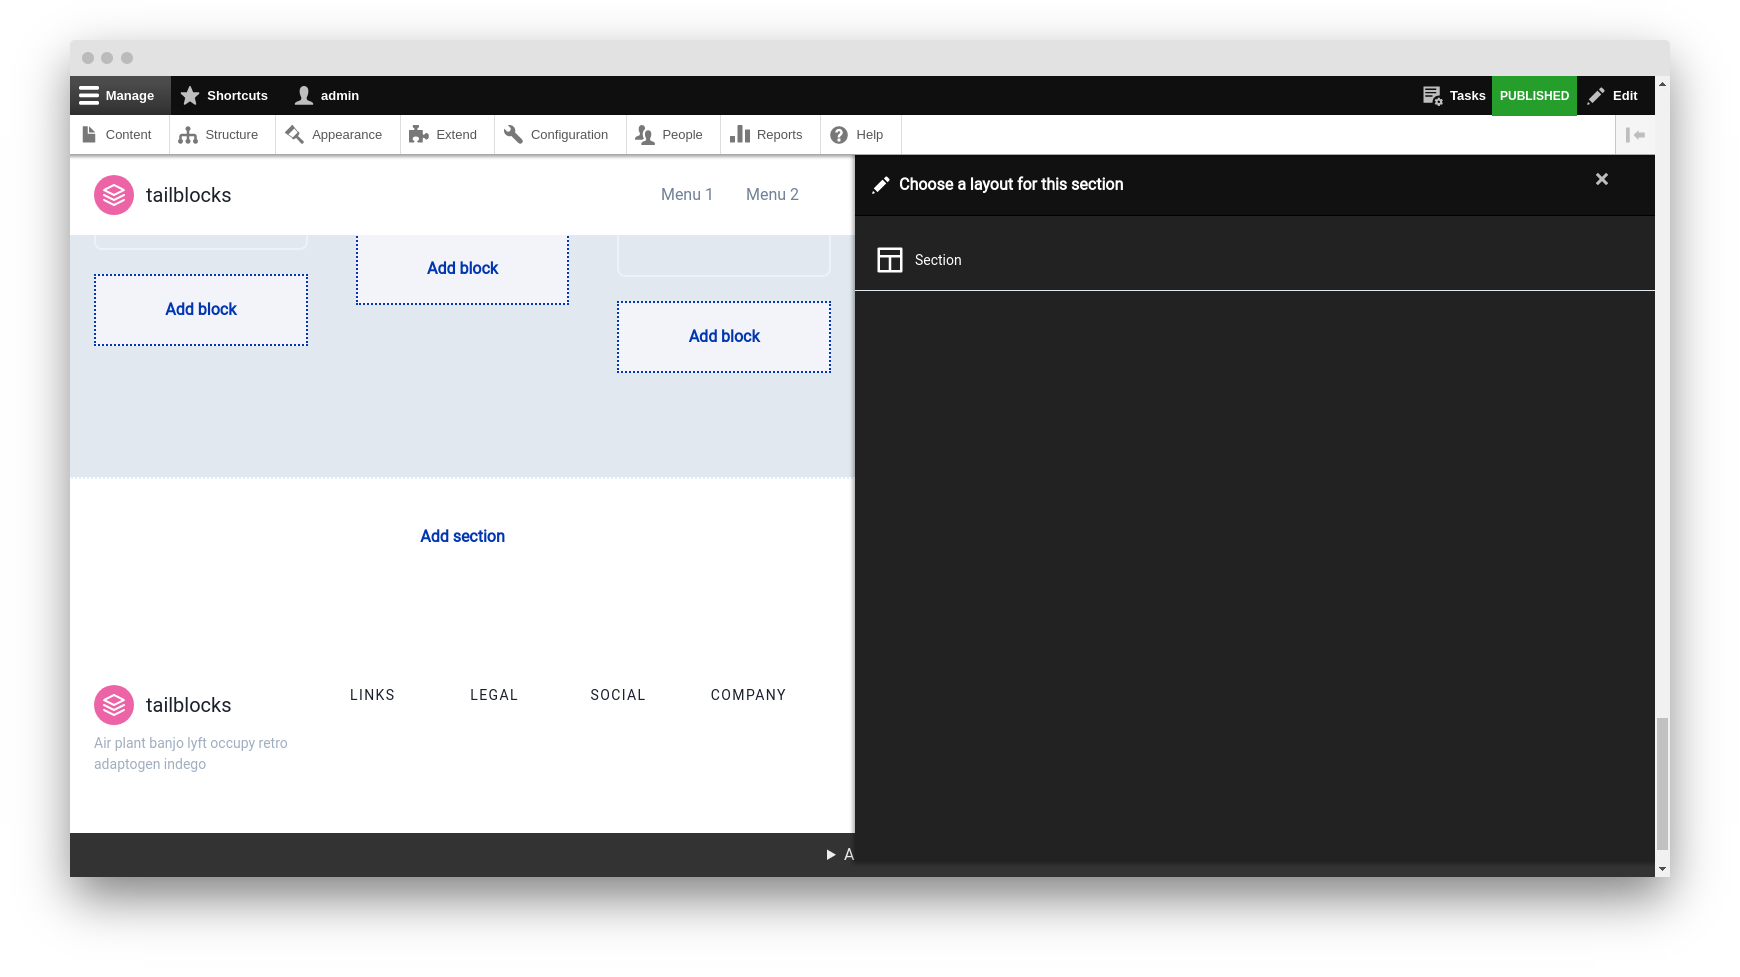 Manage
Shortcuts
admin
Tasks
PUBLISHED
Edit
Content
Structure
Appearance
Extend
Configuration
People
Reports
Help
tailblocks
Menu 1
Menu 2
Choose a layout for this section
Section
Add block
Add block
Add block
Add section
tailblocks
Air plant banjo lyft occupy retro
adaptogen indego
LINKS
LEGAL
SOCIAL
COMPANY
A